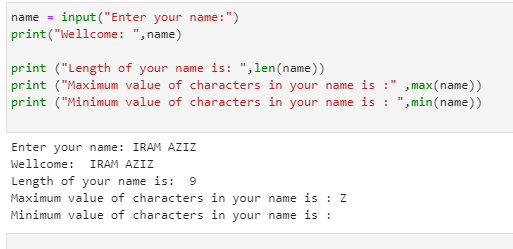 name = input("Enter your name:")
print("Wellcome: ",name)
print ("Length of your name is: ",len(name))
print ("Maximum value of characters in your name is :" ,max(name))
print ("Minimum value of characters in your name is : ",min(name))
Enter your name: IRAM AZIZ
Wellcome:  IRAM AZIZ
Length of your name is:  9
Maximum value of characters in your name is : Z
Minimum value of characters in your name is :